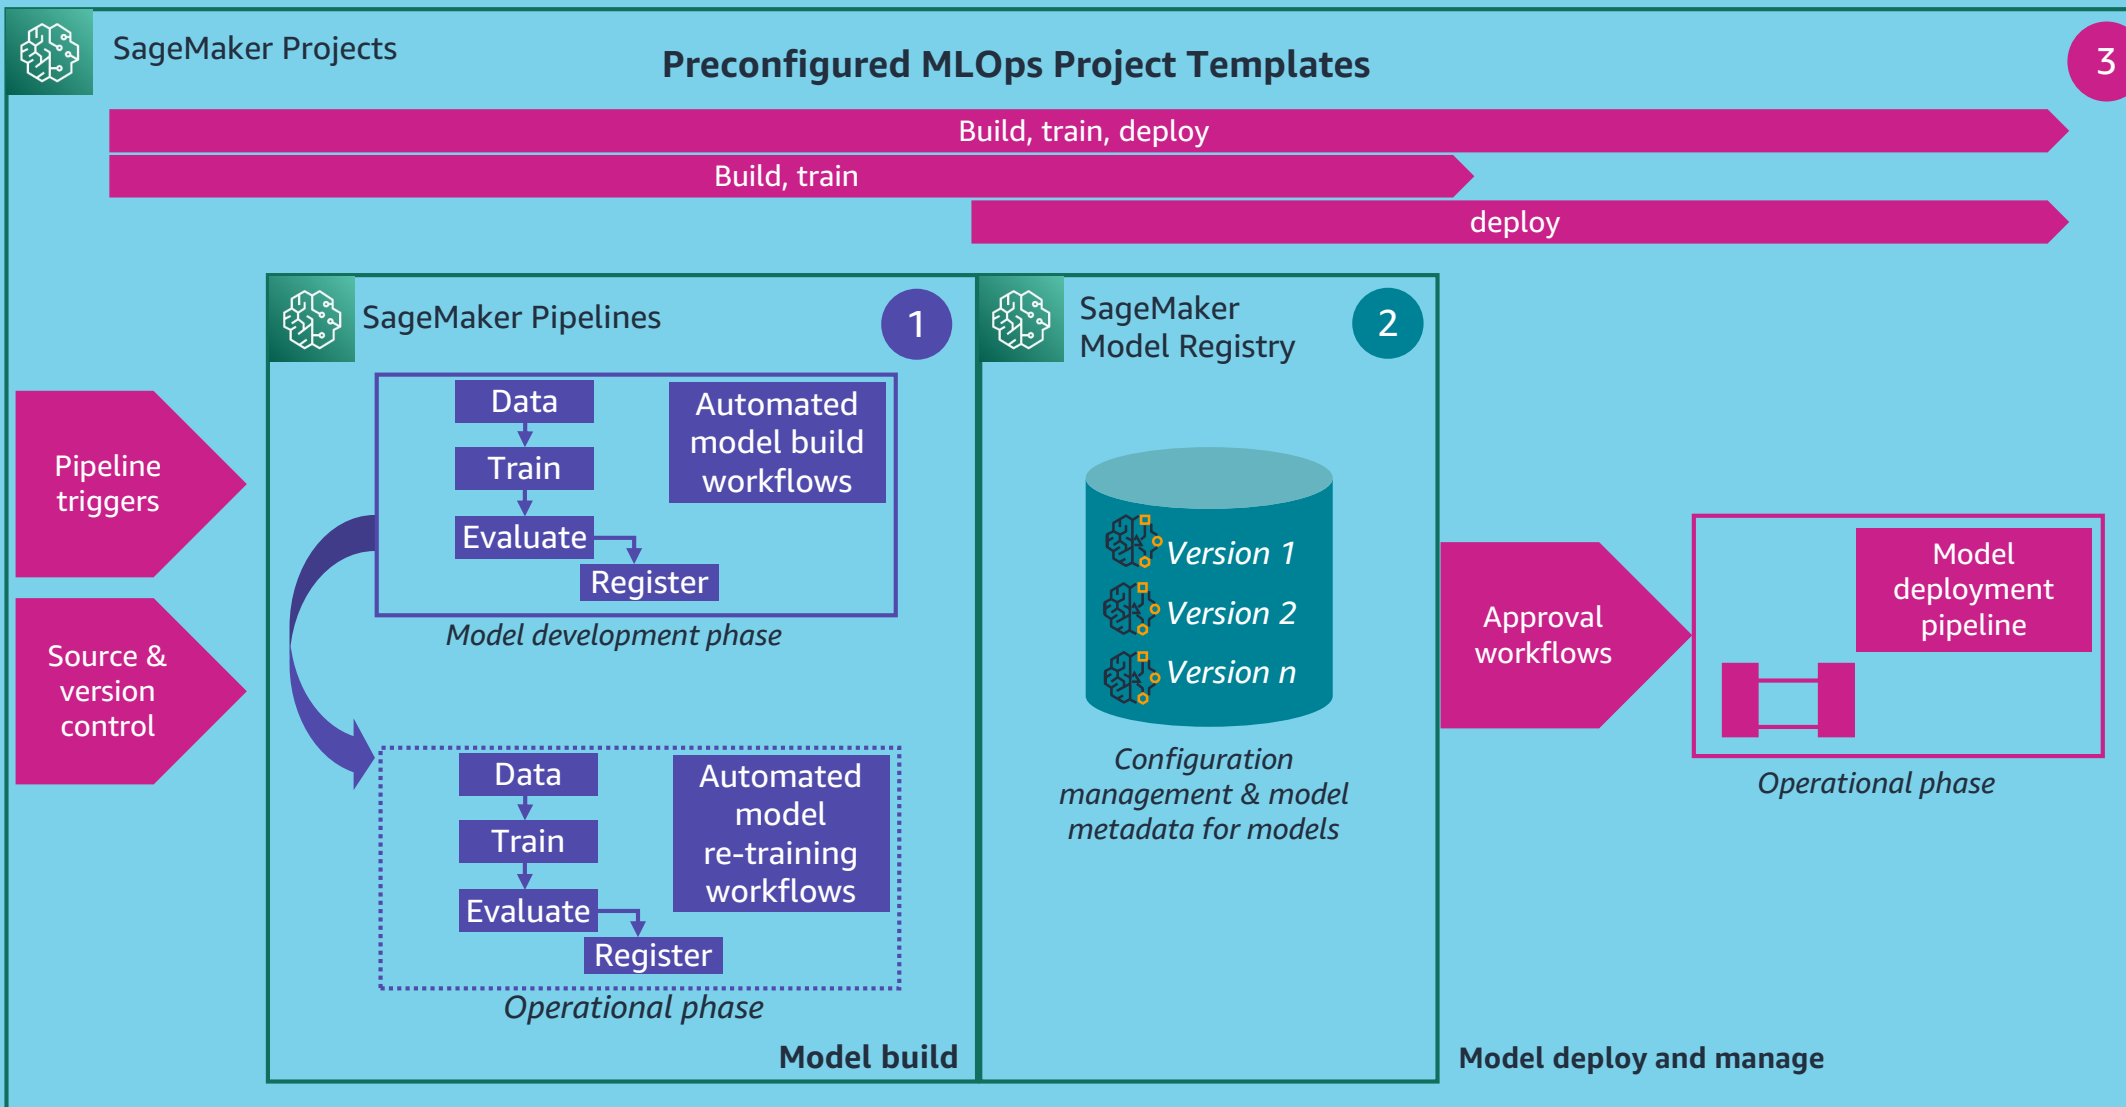 SageMaker Projects
Preconfigured MLOps Project Templates
3
Build, train, deploy
Build, train
deploy
SageMaker Pipelines
1
SageMaker
Model Registry
2
Pipeline
triggers
Source &
version
control
Data
Train
Evaluate
Register
Automated
model build
workflows
Model development phase
Data
Train
Evaluate
Register
Automated
model
re-training
workflows
Operational phase
Model build
Version 1
Version 2
Version n
Configuration
management & model
metadata for models
Approval
workflows
Model
deployment
pipeline
Operational phase
Model deploy and manage